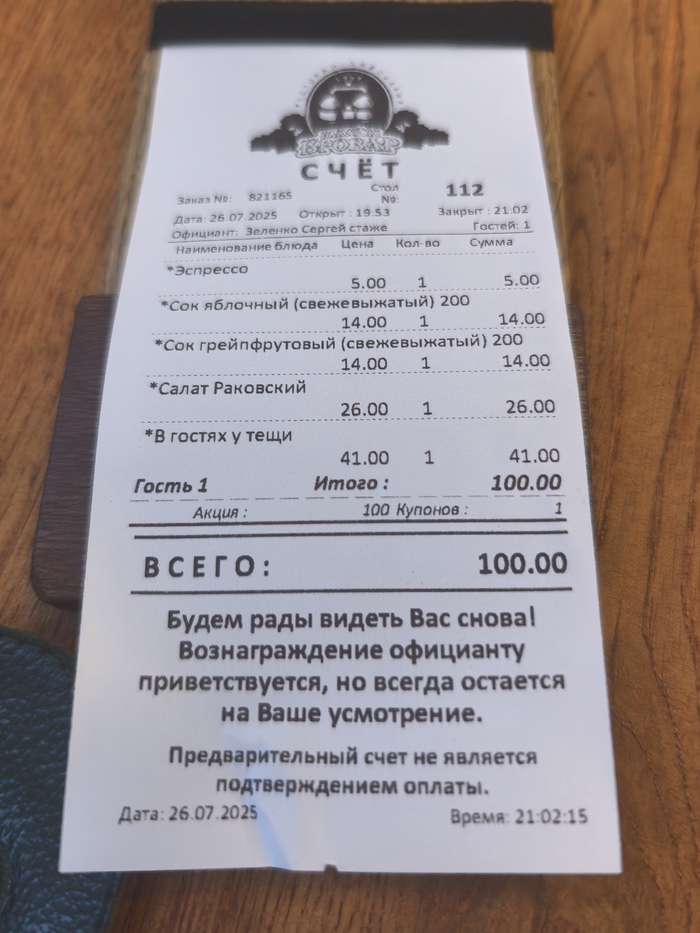 БРОВАР
СЧЁТ
Заказ №: 821165 Стол №: 112
Дата: 26.07.2025 Открыт : 19:53 Закрыт : 21:02
Официант: Зеленко Сергей стаже Гостей: 1
Наименование блюда Цена Кол-во Сумма
*Эспрессо
5.00 1 5.00
*Сок яблочный (свежевыжатый) 200
14.00 1 14.00
*Сок грейпфрутовый (свежевыжатый) 200
14.00 1 14.00
*Салат Раковский
26.00 1 26.00
*В гостях у тещи
41.00 1 41.00
Гость 1 Итого : 100.00
Акция : 100 Купонов : 1
ВСЕГО: 100.00
Будем рады видеть Вас снова!
Вознаграждение официанту
приветствуется, но всегда остается
на Ваше усмотрение.
Предварительный счет не является
подтверждением оплаты.
Дата: 26.07.2025 Время: 21:02:15